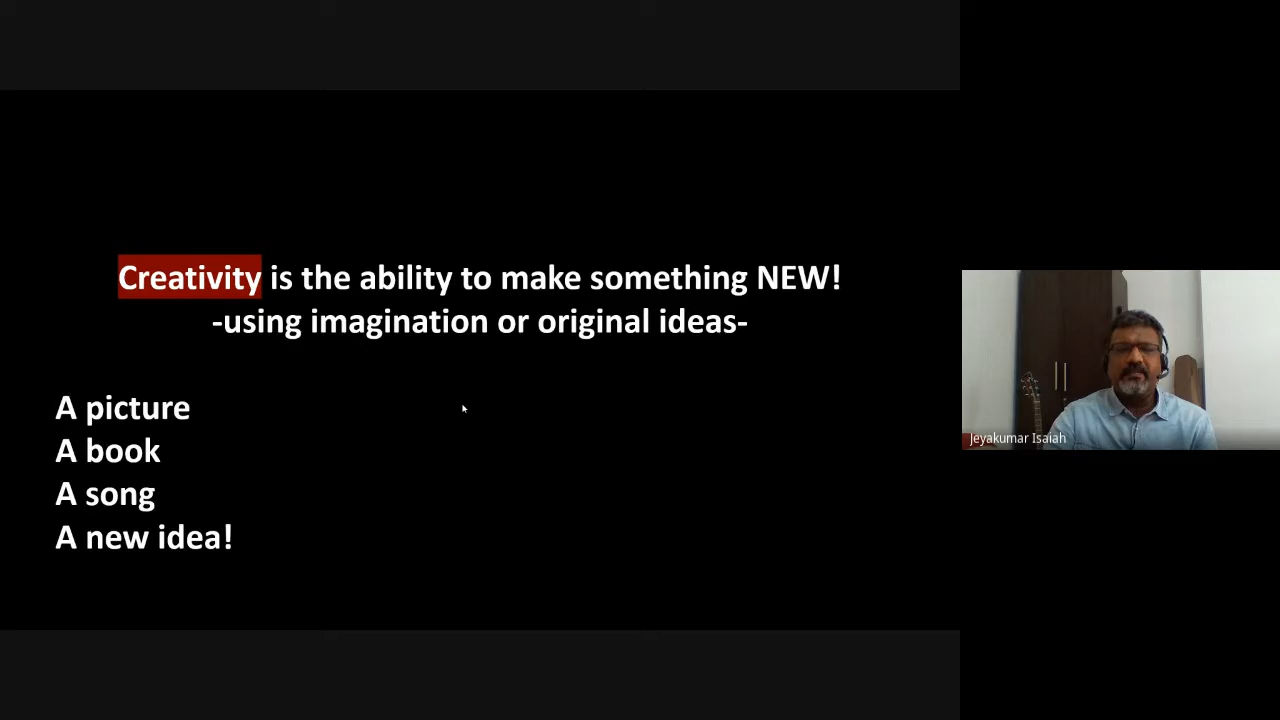 Creativity is the ability to make something NEW!
-using imagination or original ideas-
A picture
A book
A song
A new idea!
Jeyakumar Isaiah